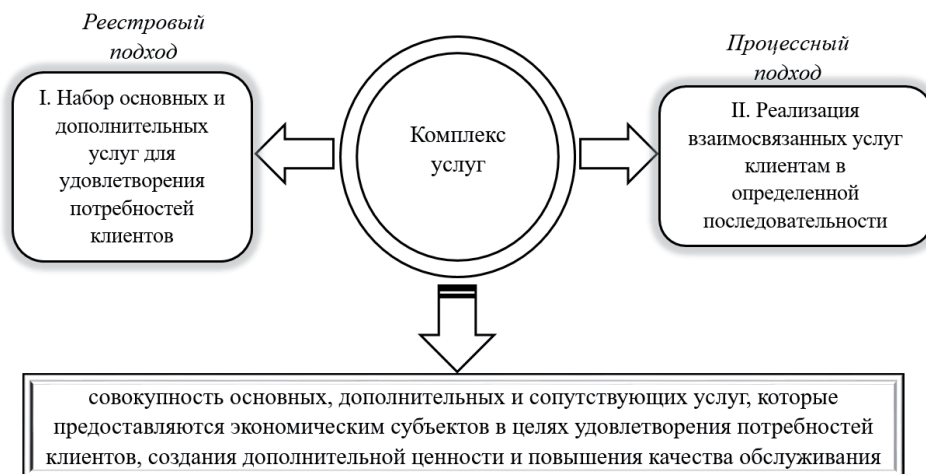 Реестровый
подход
I. Набор основных и
дополнительных
услуг для
удовлетворения
потребностей
клиентов
Комплекс
услуг
Процессный
подход
II. Реализация
взаимосвязанных услуг
клиентам в
определенной
последовательности
совокупность основных, дополнительных и сопутствующих услуг, которые
предоставляются экономическим субъектов в целях удовлетворения потребностей
клиентов, создания дополнительной ценности и повышения качества обслуживания